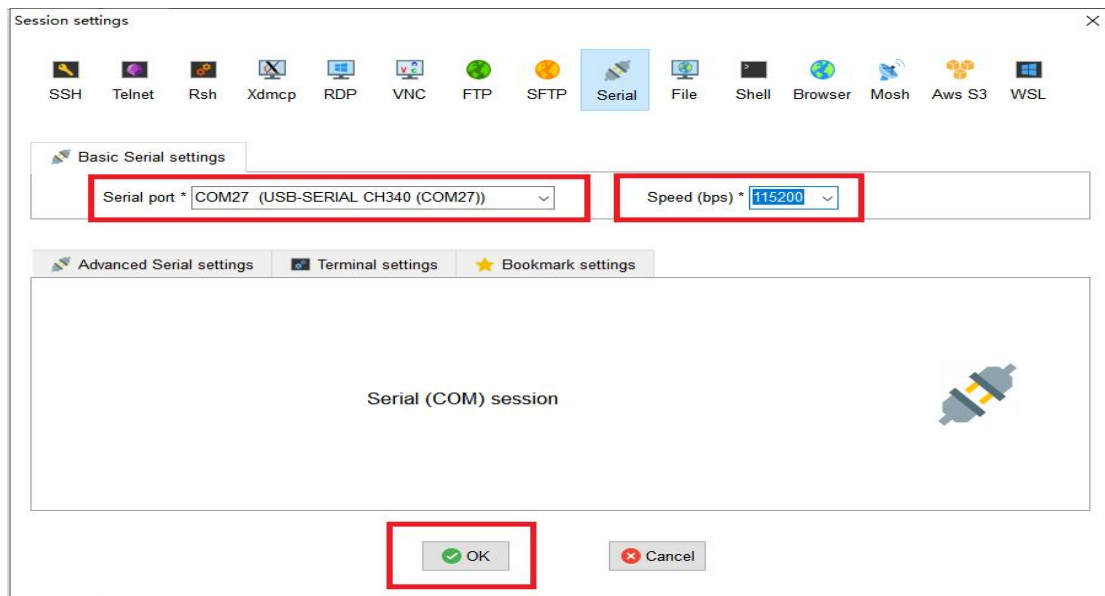 Session settings
SSH Telnet Rsh Xdmcp RDP VNC FTP SFTP Serial File Shell Browser Mosh Aws S3 WSL
Basic Serial settings
Serial port * COM27 (USB-SERIAL CH340 (COM27)) Speed (bps) * 115200
Advanced Serial settings Terminal settings Bookmark settings
Serial (COM) session
OK Cancel